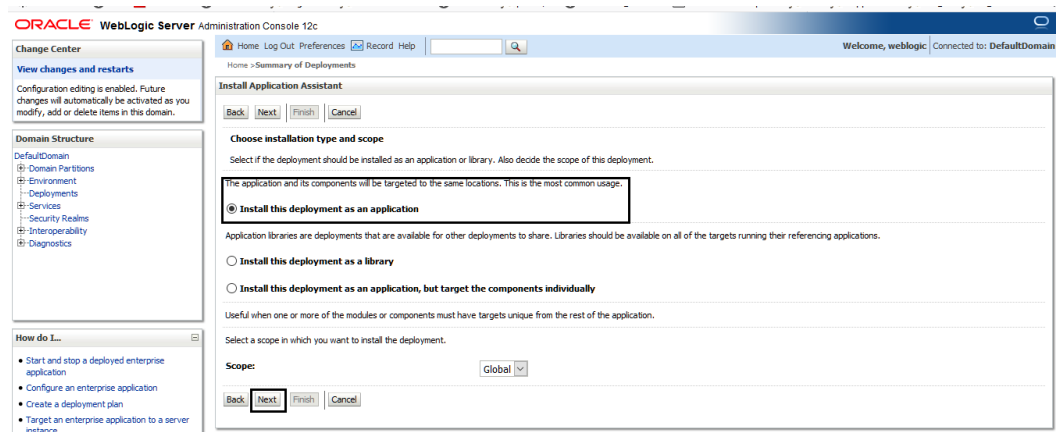 ORACLE WebLogic Server Administration Console 12c
Change Center
View changes and restarts
Configuration editing is enabled. Future
changes will automatically be activated as you
modify, add or delete items in this domain.
Domain Structure
DefaultDomain
Domain Partitions
Environment
Deployments
Services
Security Realms
Interoperability
Diagnostics
How do I...
Start and stop a deployed enterprise
application
Configure an enterprise application
Create a deployment plan
Target an enterprise application to a server
instance
Home Log Out Preferences Record Help
Welcome, weblogic Connected to: DefaultDomain
Home >Summary of Deployments
Install Application Assistant
Back Next Finish Cancel
Choose installation type and scope
Select if the deployment should be installed as an application or library. Also decide the scope of this deployment.
The application and its components will be targeted to the same locations. This is the most common usage.
Install this deployment as an application
Application libraries are deployments that are available for other deployments to share. Libraries should be available on all of the targets running their referencing applications.
Install this deployment as a library
Install this deployment as an application, but target the components individually
Useful when one or more of the modules or components must have targets unique from the rest of the application.
Select a scope in which you want to install the deployment.
Scope: Global
Back Next Finish Cancel